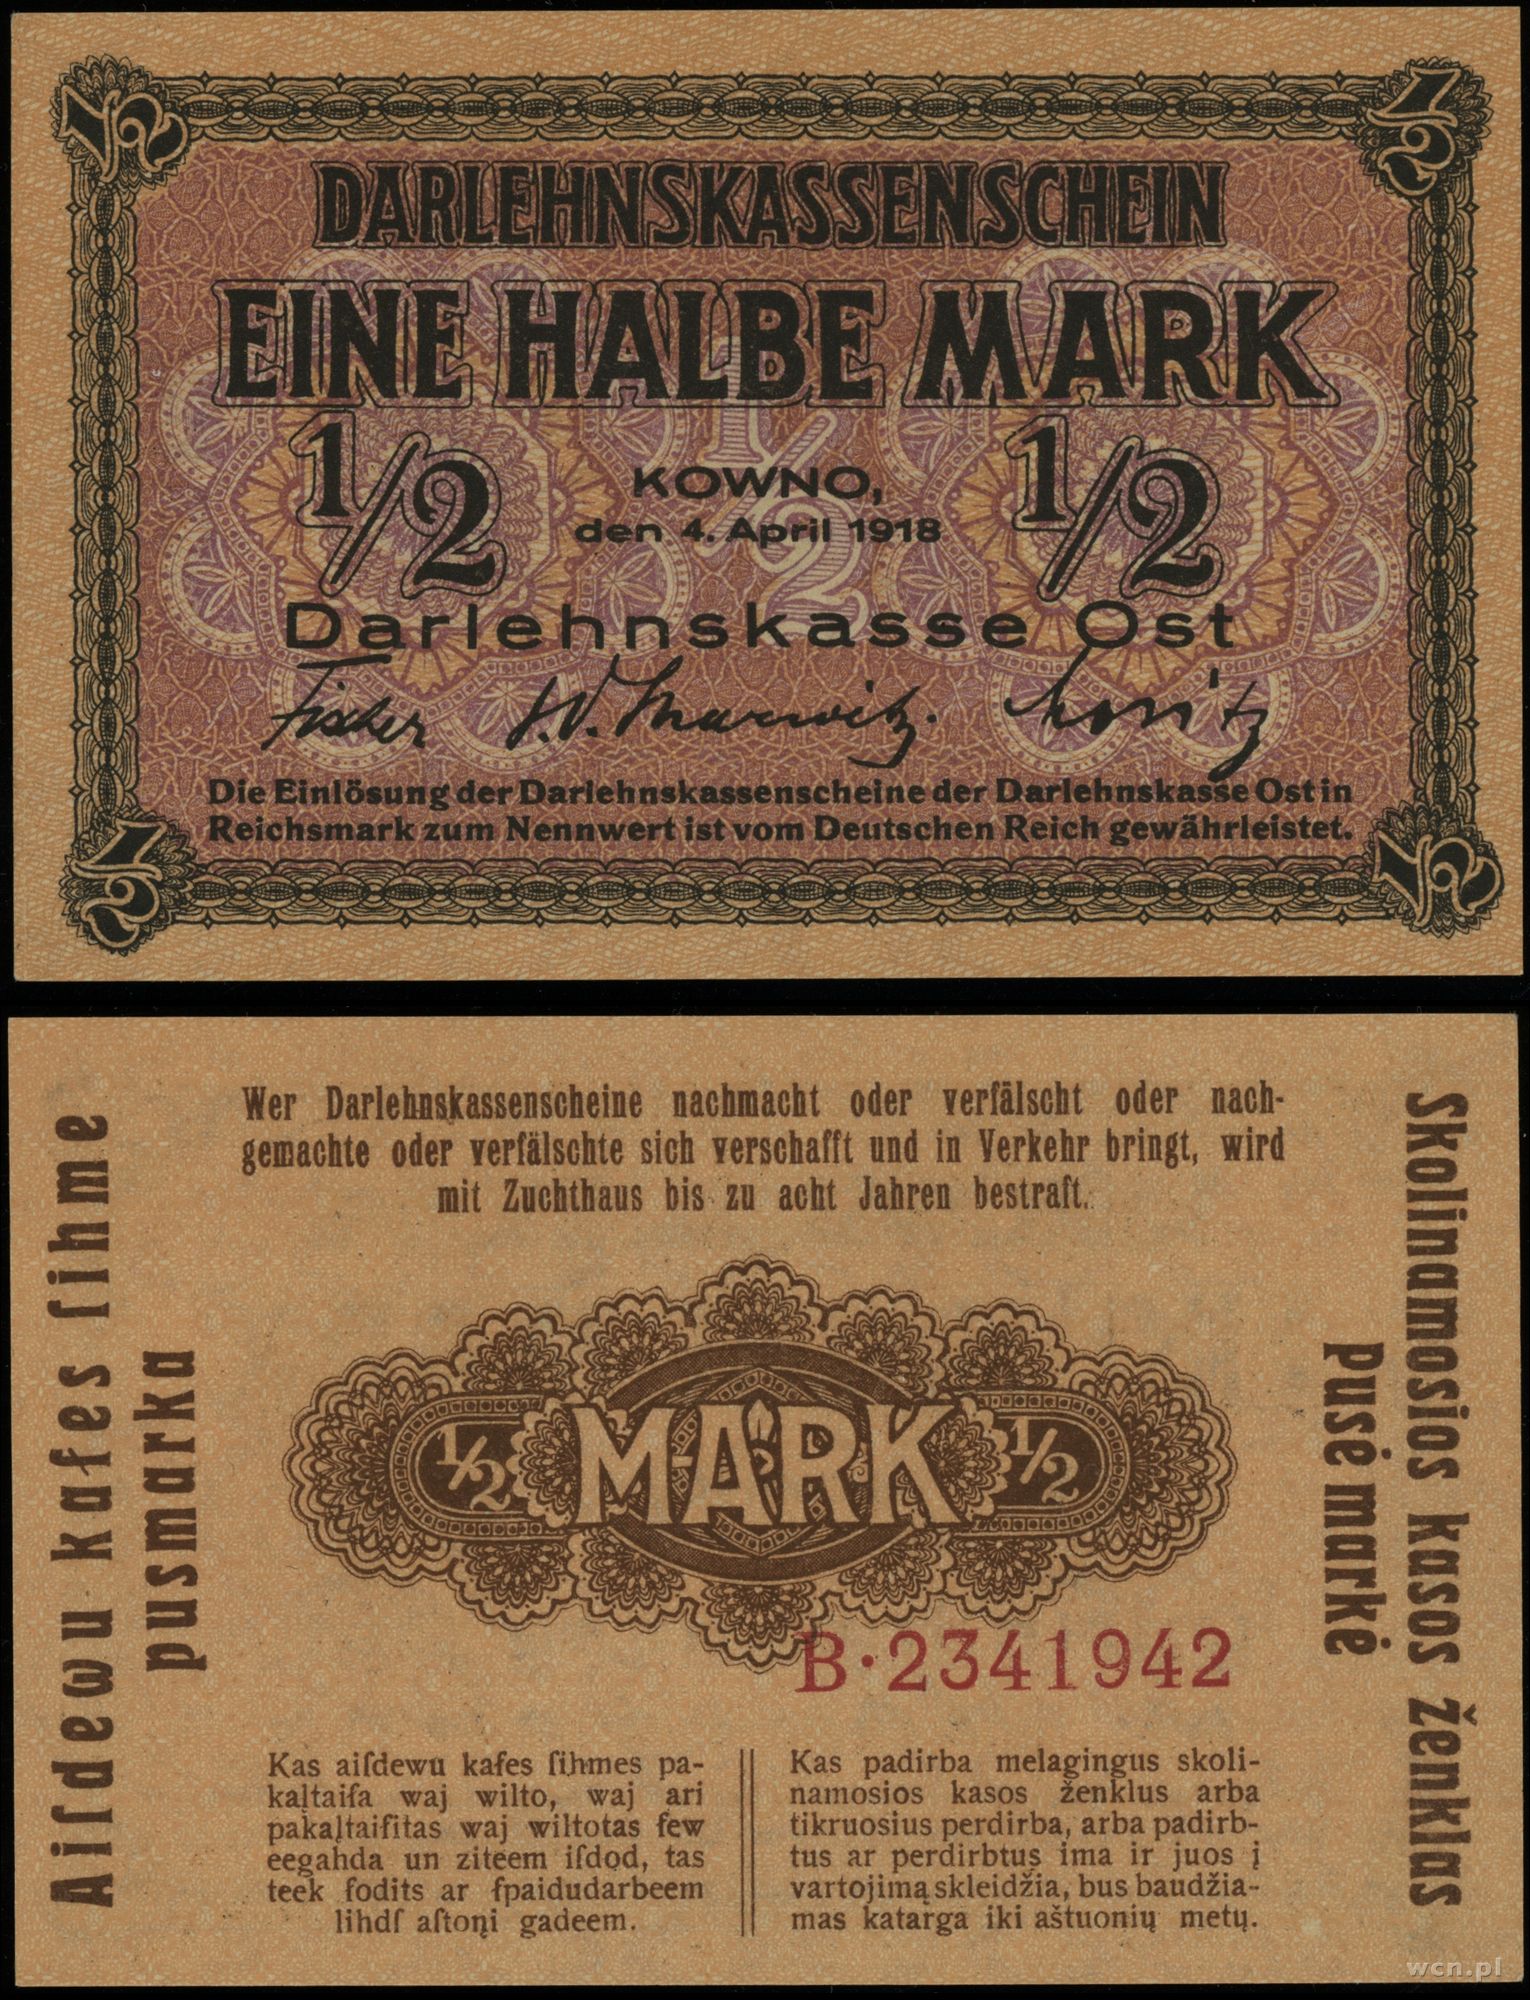 1/2
1/2
DARLEHNSKASSENSCHEIN
EINE HALBE MARK
1/2
1/2
1/2
KOWNO,
den 4. April 1918
Darlehnskasse Ost
Fischer
Die Einlösung der Darlehnskassenscheine der Darlehnskasse Ost in
Reichsmark zum Nennwert ist vom Deutschen Reich gewährleistet.
1/2
1/2
Wer Darlehnskassenscheine nachmacht oder verfälscht oder nach-
gemachte oder verfälschte sich verschafft und in Verkehr bringt, wird
mit Zuchthaus bis zu acht Jahren bestraft.
Aiſdewu kaſes ſihme
pusmarka
1/2 MARK 1/2
Skolinamosios kasos ženklas
Pusė markė
B·2341942
Kas aiſdewu kaſes ſihmes pa-
kaļtaiſa waj wilto, waj ari
pakaļtaiſitas waj wiltotas ſew
eegahda un ziteem iſdod, tas
teek ſodits ar ſpaidudarbeem
lihdſ aſtoņi gadeem.
Kas padirba melagingus skoli-
namosios kasos ženklus arba
tikruosius perdirba, arba padirb-
tus ar perdirbtus ima ir juos į
vartojimą skleidžia, bus baudžia-
mas katarga iki aštuonių metų.
wcn.pl